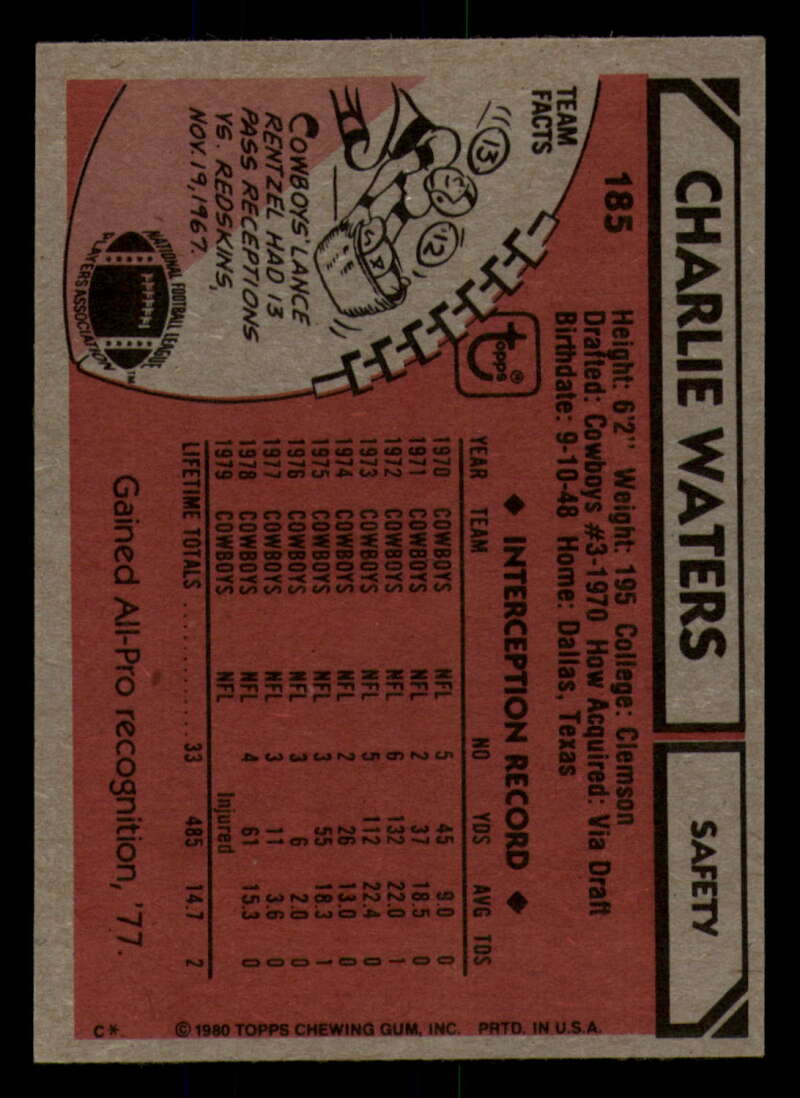 CHARLIE WATERS
SAFETY
185
Height: 6'2" Weight: 195 College: Clemson
Drafted: Cowboys #3-1970 How Acquired: Via Draft
Birthdate: 9-10-48 Home: Dallas, Texas
TEAM
FACTS
13
12
COWBOYS' LANCE
RENTZEL HAD 13
PASS RECEPTIONS
VS. REDSKINS,
NOV. 19, 1967.
NATIONAL FOOTBALL LEAGUE
PLAYERS ASSOCIATION
TM
topps®
◆ INTERCEPTION RECORD ◆
YEAR TEAM NO YDS AVG TDS
1970 COWBOYS NFL 5 45 9.0 0
1971 COWBOYS NFL 2 37 18.5 0
1972 COWBOYS NFL 6 132 22.0 1
1973 COWBOYS NFL 5 112 22.4 0
1974 COWBOYS NFL 2 26 13.0 0
1975 COWBOYS NFL 3 55 18.3 1
1976 COWBOYS NFL 3 6 2.0 0
1977 COWBOYS NFL 3 11 3.6 0
1978 COWBOYS NFL 4 61 15.3 0
1979 COWBOYS NFL Injured
LIFETIME TOTALS .............. 33 485 14.7 2
Gained All-Pro recognition, '77.
C* © 1980 TOPPS CHEWING GUM, INC. PRTD. IN U.S.A.